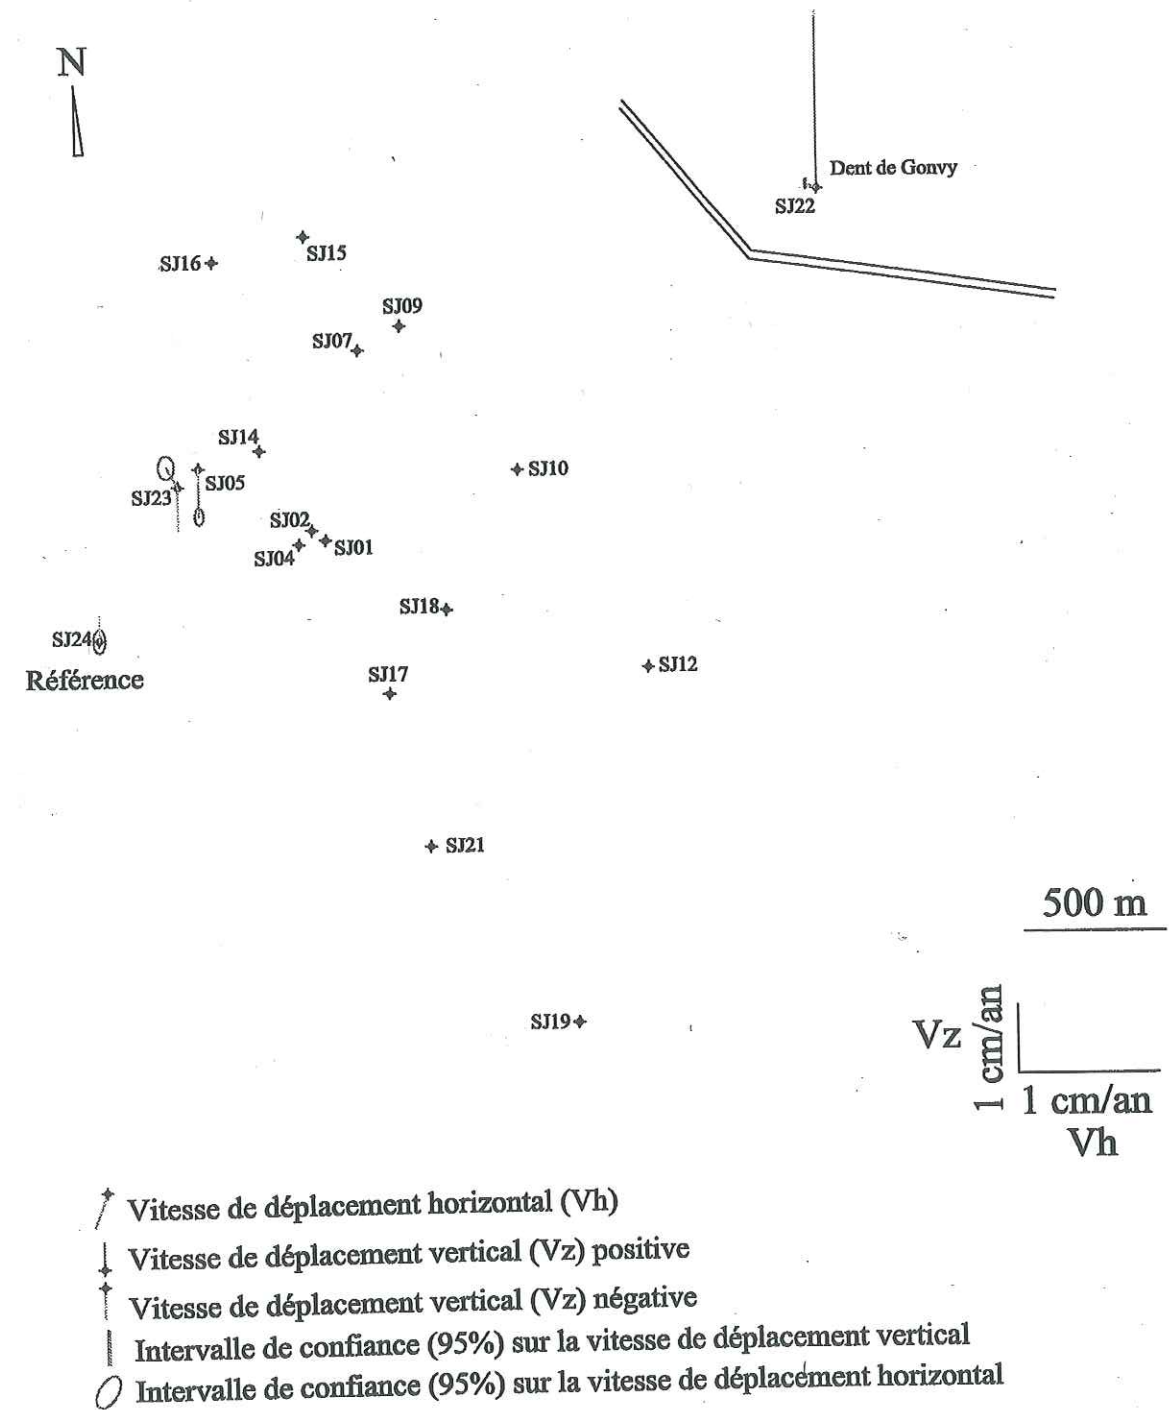 N
Dent de Gonvy
SJ22
SJ15
SJ16
SJ09
SJ07
SJ14
SJ10
SJ05
SJ23
SJ02
SJ01
SJ04
SJ18
SJ24
Référence
SJ12
SJ17
SJ21
500 m
SJ19
Vz
1 cm/an
1 cm/an
Vh
Vitesse de déplacement horizontal (Vh)
Vitesse de déplacement vertical (Vz) positive
Vitesse de déplacement vertical (Vz) négative
Intervalle de confiance (95%) sur la vitesse de déplacement vertical
Intervalle de confiance (95%) sur la vitesse de déplacement horizontal